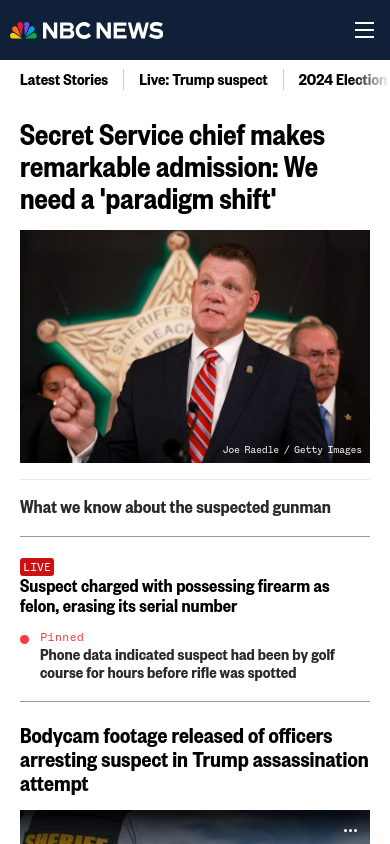 NBC NEWS
Latest Stories
Live: Trump suspect
2024 Election
Secret Service chief makes
remarkable admission: We
need a 'paradigm shift'
SHERIFF'S
M BEACH
Joe Raedle / Getty Images
What we know about the suspected gunman
LIVE
Suspect charged with possessing firearm as
felon, erasing its serial number
Pinned
Phone data indicated suspect had been by golf
course for hours before rifle was spotted
Bodycam footage released of officers
arresting suspect in Trump assassination
attempt
SHERIFF